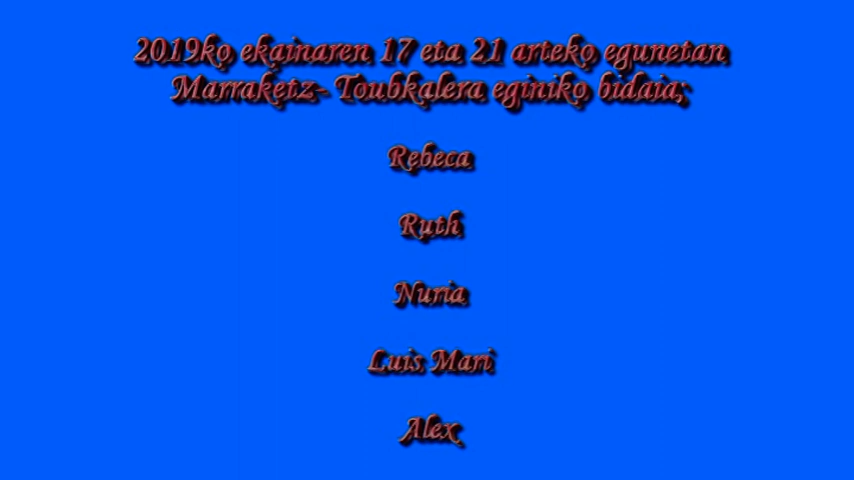 2019ko ekainaren 17 eta 21 arteko egunetan
Marraketz- Toubkalera eginiko bidaia;
Rebeca
Ruth
Nuria
Luis Mari
Alex